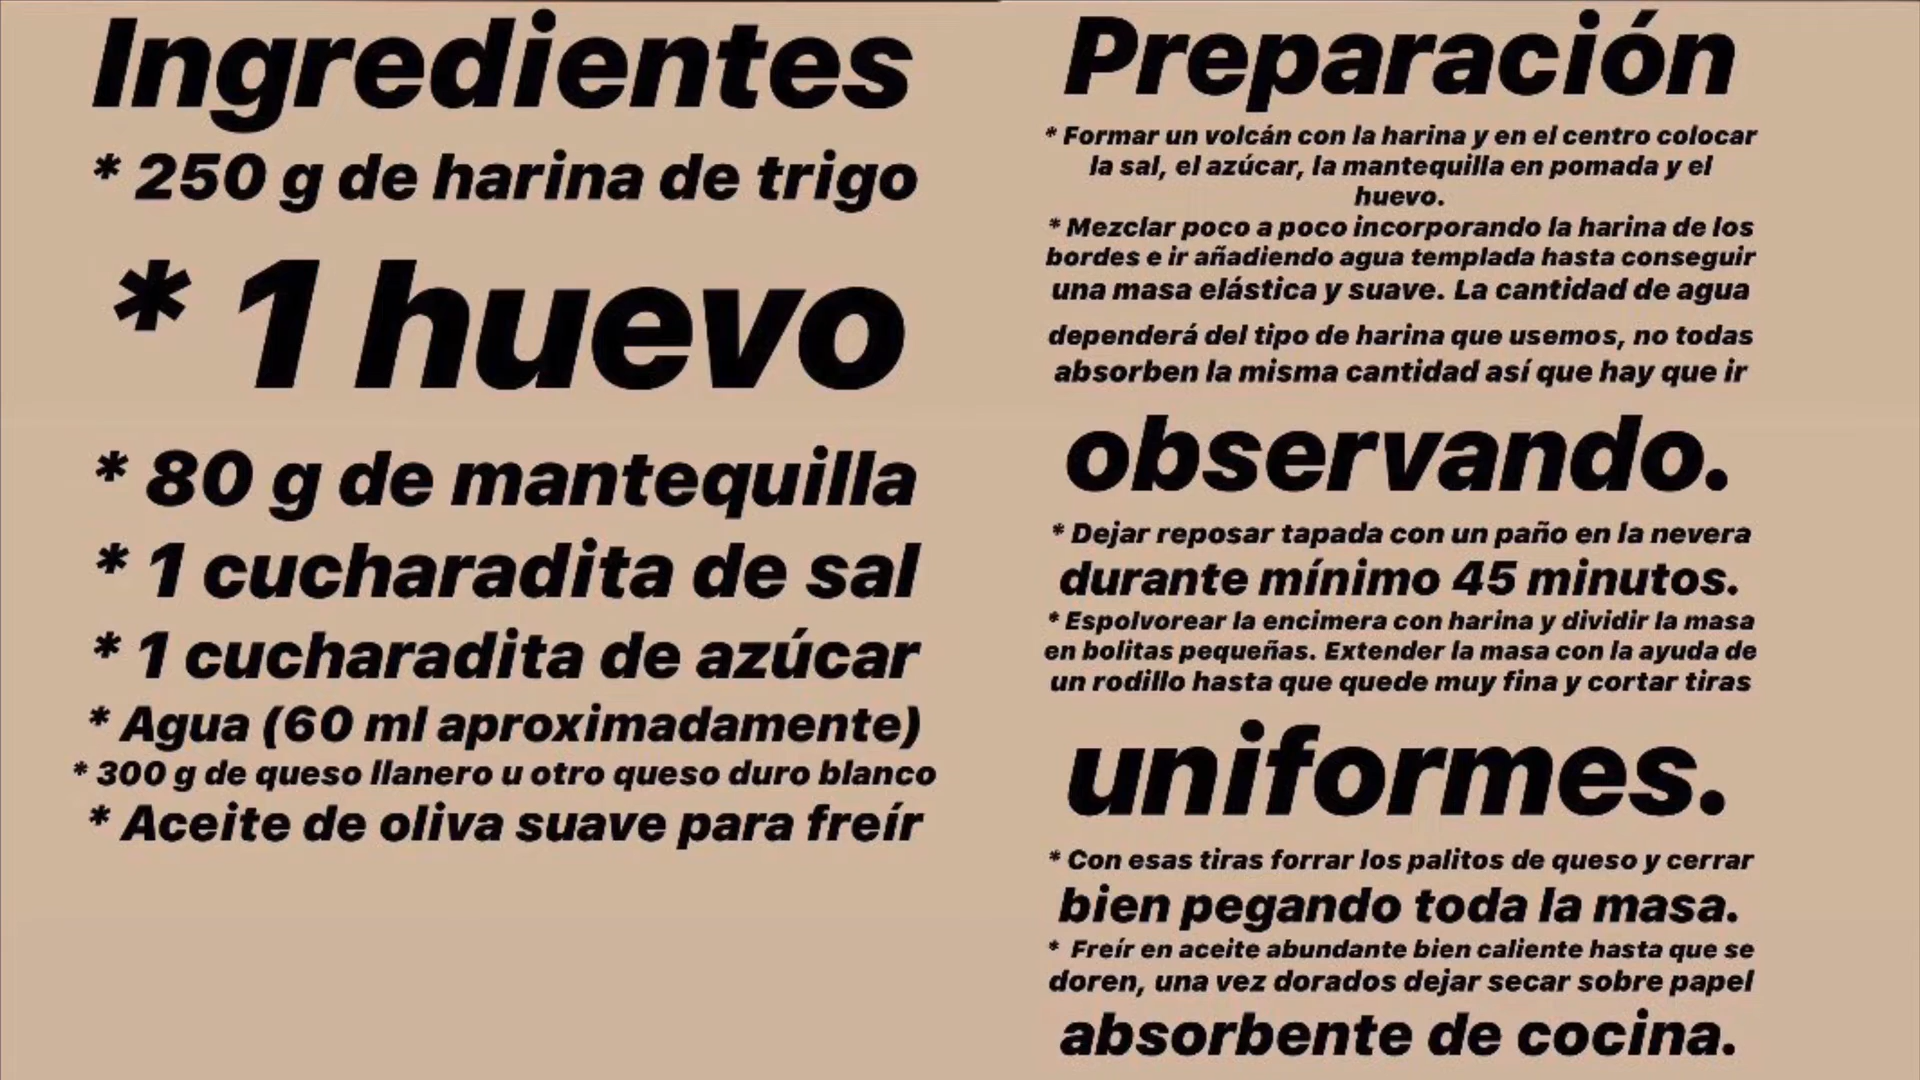 Ingredientes
* 250 g de harina de trigo
* 1 huevo
* 80 g de mantequilla
* 1 cucharadita de sal
* 1 cucharadita de azúcar
* Agua (60 ml aproximadamente)
* 300 g de queso llanero u otro queso duro blanco
* Aceite de oliva suave para freír
Preparación
* Formar un volcán con la harina y en el centro colocar
la sal, el azúcar, la mantequilla en pomada y el
huevo.
* Mezclar poco a poco incorporando la harina de los
bordes e ir añadiendo agua templada hasta conseguir
una masa elástica y suave. La cantidad de agua
dependerá del tipo de harina que usemos, no todas
absorben la misma cantidad así que hay que ir
observando.
* Dejar reposar tapada con un paño en la nevera
durante mínimo 45 minutos.
* Espolvorear la encimera con harina y dividir la masa
en bolitas pequeñas. Extender la masa con la ayuda de
un rodillo hasta que quede muy fina y cortar tiras
uniformes.
* Con esas tiras forrar los palitos de queso y cerrar
bien pegando toda la masa.
* Freír en aceite abundante bien caliente hasta que se
doren, una vez dorados dejar secar sobre papel
absorbente de cocina.